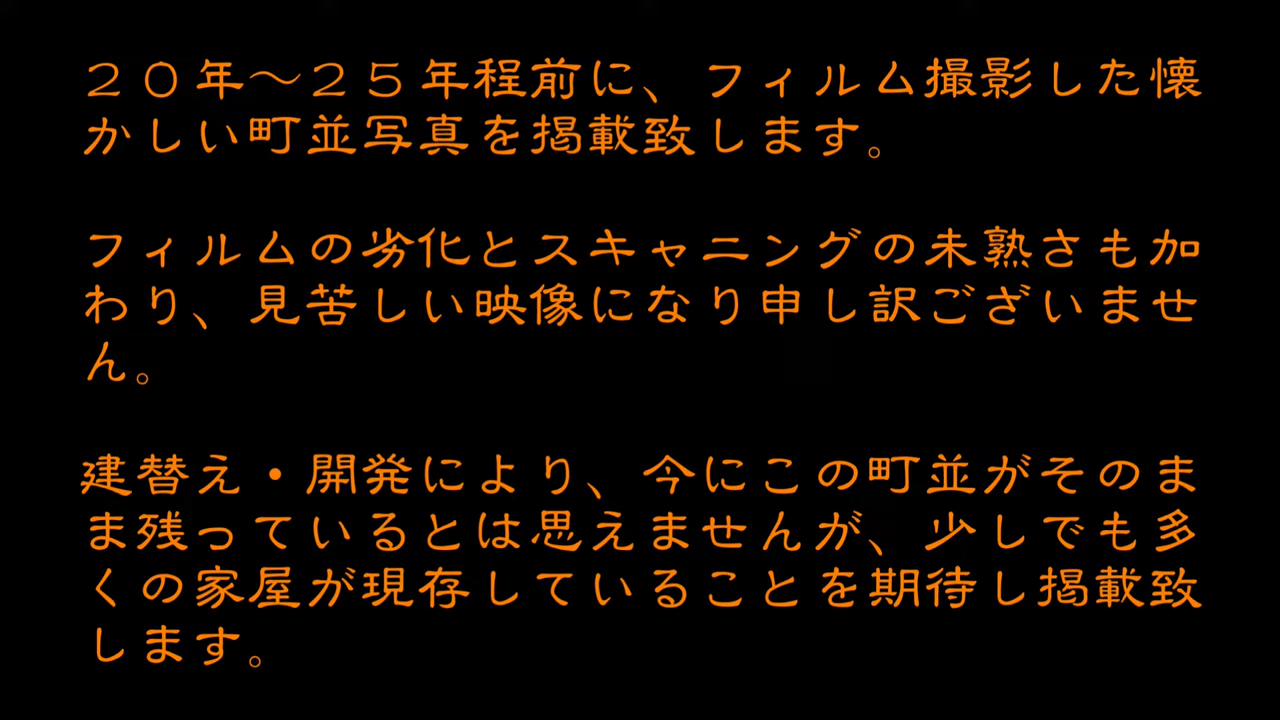 ２０年～２５年程前に、フィルム撮影した懐
かしい町並写真を掲載致します。
フィルムの劣化とスキャニングの未熟さも加
わり、見苦しい映像になり申し訳ございませ
ん。
建替え・開発により、今にこの町並がそのま
ま残っているとは思えませんが、少しでも多
くの家屋が現存していることを期待し掲載致
します。